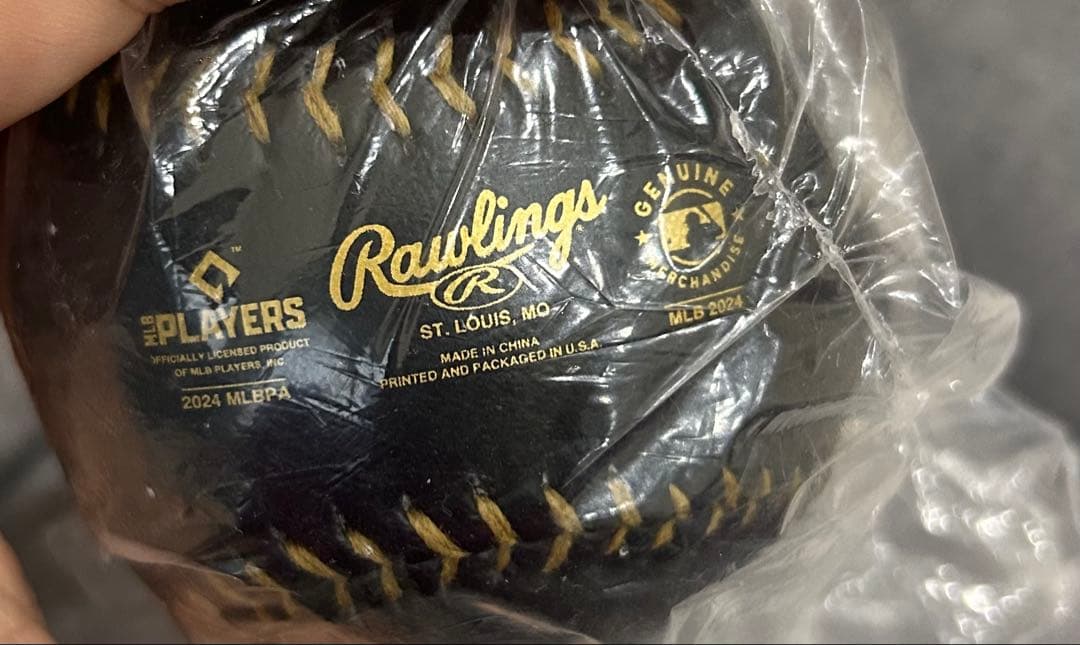 MLB PLAYERS
™
OFFICIALLY LICENSED PRODUCT
OF MLB PLAYERS, INC
2024 MLBPA
Rawlings
R
ST. LOUIS, MO
MADE IN CHINA
PRINTED AND PACKAGED IN U.S.A.
GENUINE
MERCHANDISE
MLB 2024